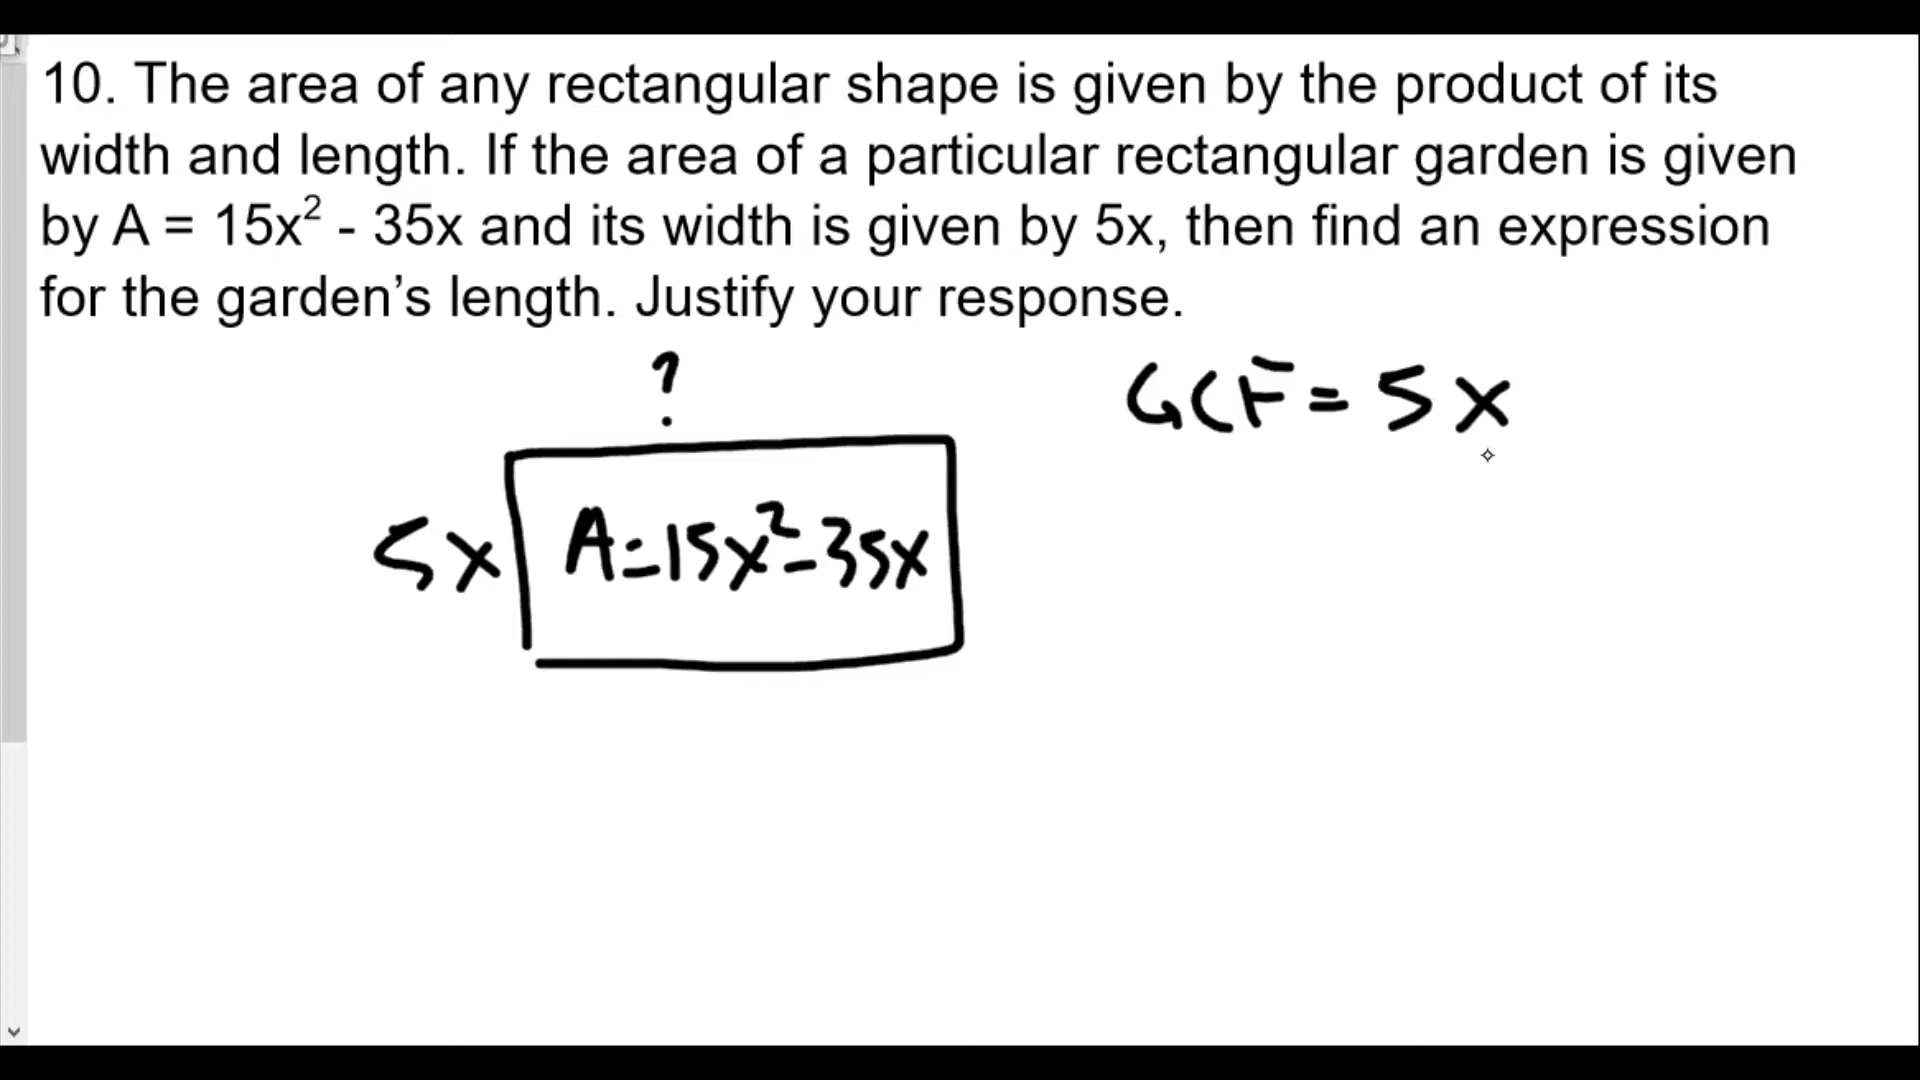 10. The area of any rectangular shape is given by the product of its
width and length. If the area of a particular rectangular garden is given
by A = 15x² - 35x and its width is given by 5x, then find an expression
for the garden’s length. Justify your response.
?
GCF = 5x
5x
A=15x²-35x